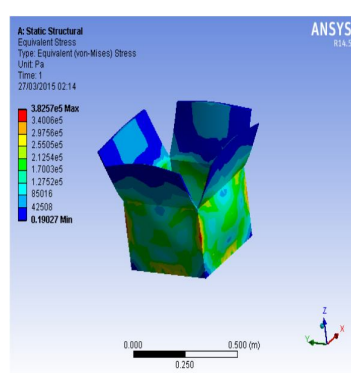 A: Static Structural
Equivalent Stress
Type: Equivalent (von-Mises) Stress
Unit: Pa
Time: 1
27/03/2015 02:14
ANSYS
R14.5
3.8257e5 Max
3.4006e5
2.9756e5
2.5505e5
2.1254e5
1.7003e5
1.2752e5
85016
42508
0.19027 Min
Z
X
Y
0.000 0.500 (m)
0.250